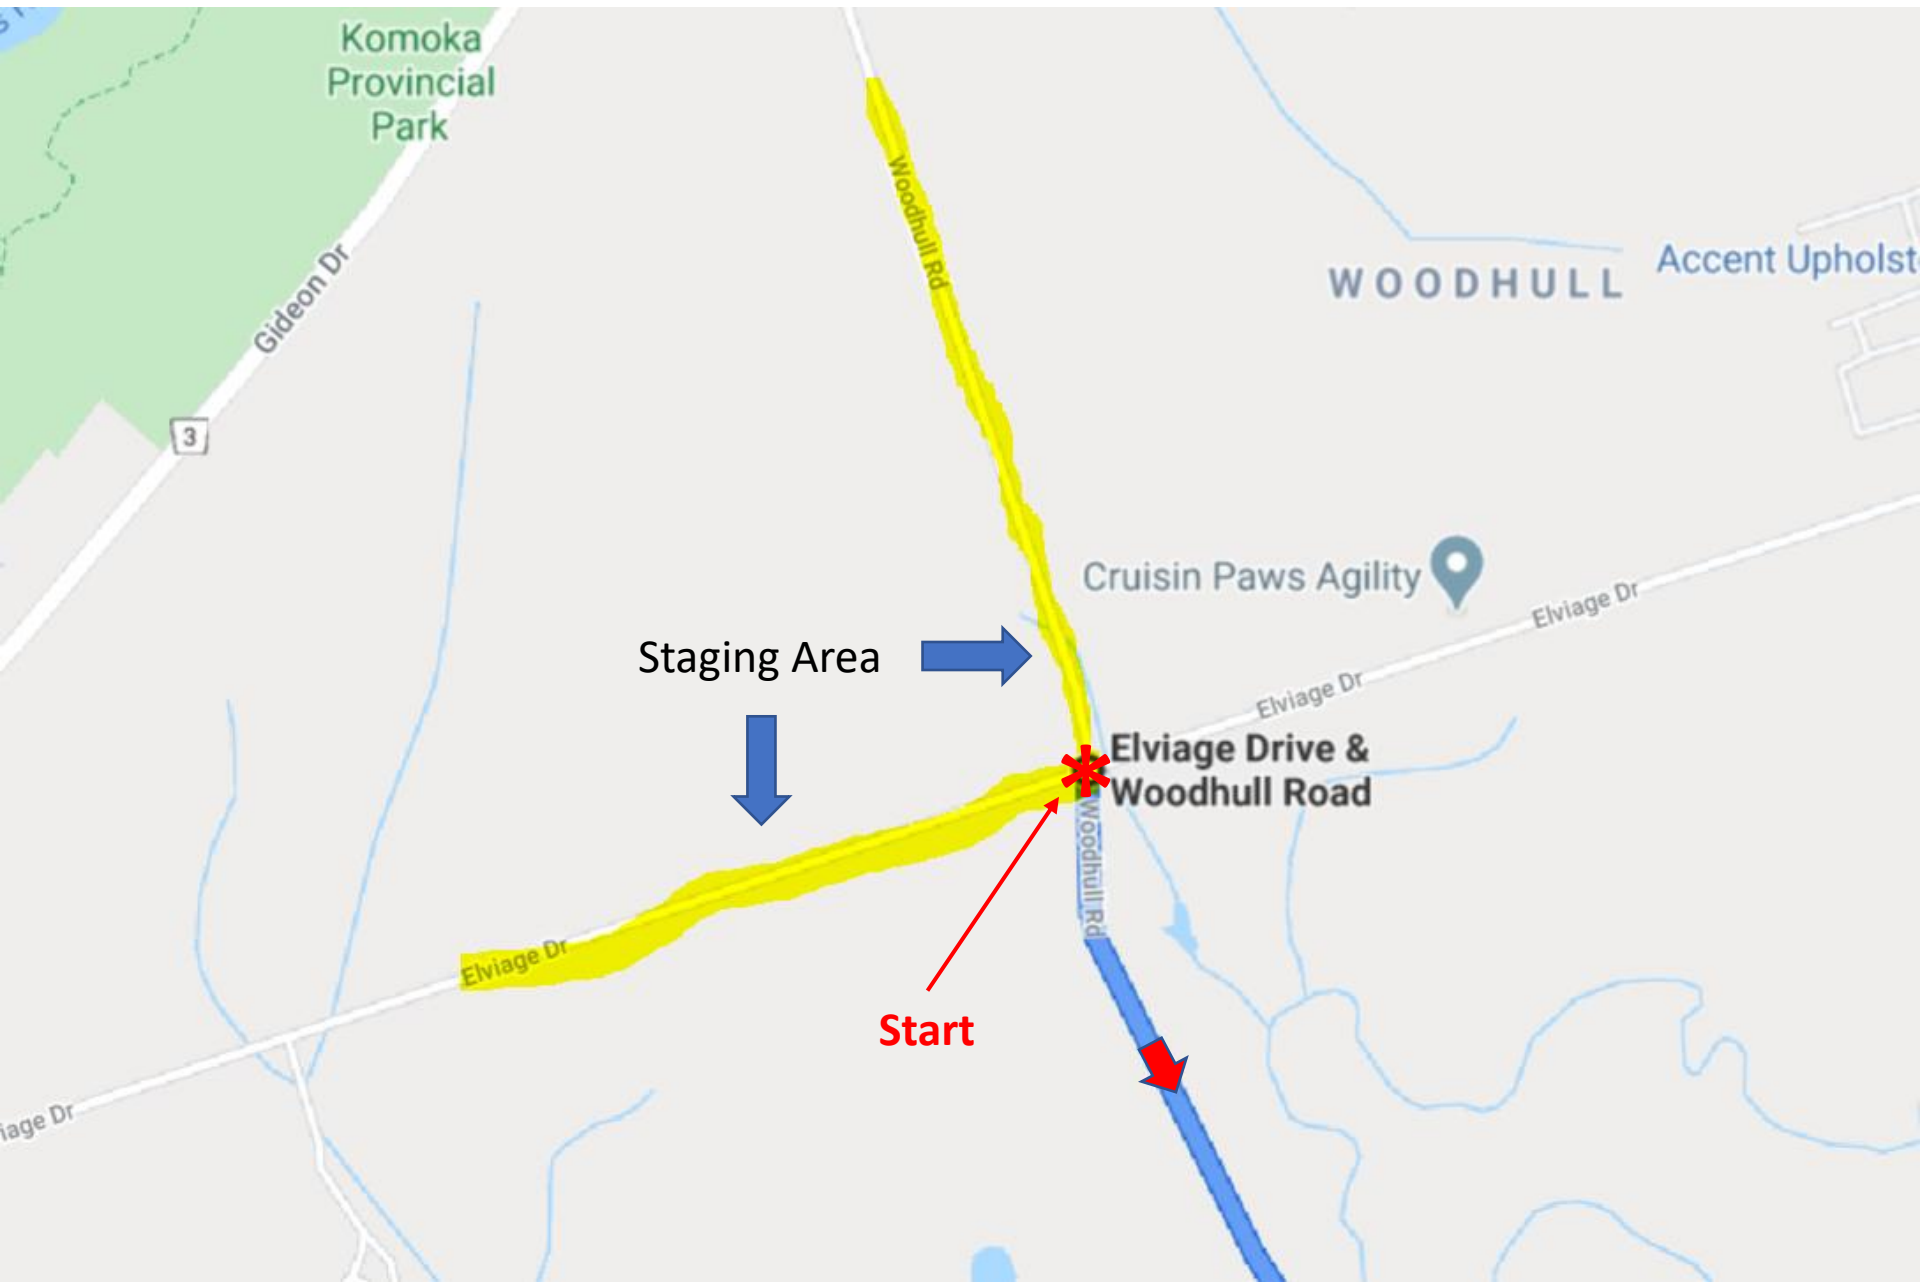 Komoka
Provincial
Park
Woodhull Rd
Gideon Dr
WOODHULL
Accent Upholst
3
Cruisin Paws Agility
Elviage Dr
Staging Area
Elviage Dr
Elviage Drive &
Woodhull Road
Woodhull Rd
Elviage Dr
Start
iage Dr